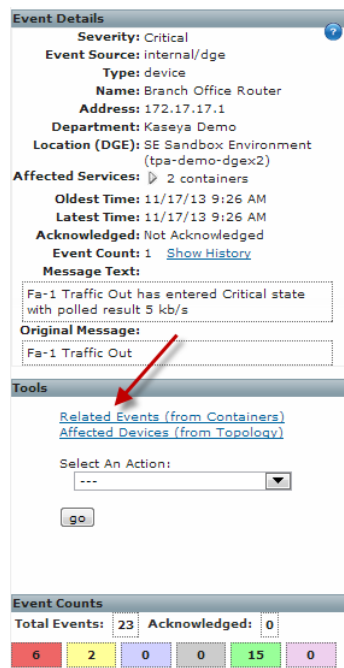 Event Details
?
Severity: Critical
Event Source: internal/dge
Type: device
Name: Branch Office Router
Address: 172.17.17.1
Department: Kaseya Demo
Location (DGE): SE Sandbox Environment
(tpa-demo-dgex2)
Affected Services: 2 containers
Oldest Time: 11/17/13 9:26 AM
Latest Time: 11/17/13 9:26 AM
Acknowledged: Not Acknowledged
Event Count: 1 Show History
Message Text:
Fa-1 Traffic Out has entered Critical state
with polled result 5 kb/s
Original Message:
Fa-1 Traffic Out
Tools
Related Events (from Containers)
Affected Devices (from Topology)
Select An Action:
---
go
Event Counts
Total Events: 23 Acknowledged: 0
6 2 0 0 15 0